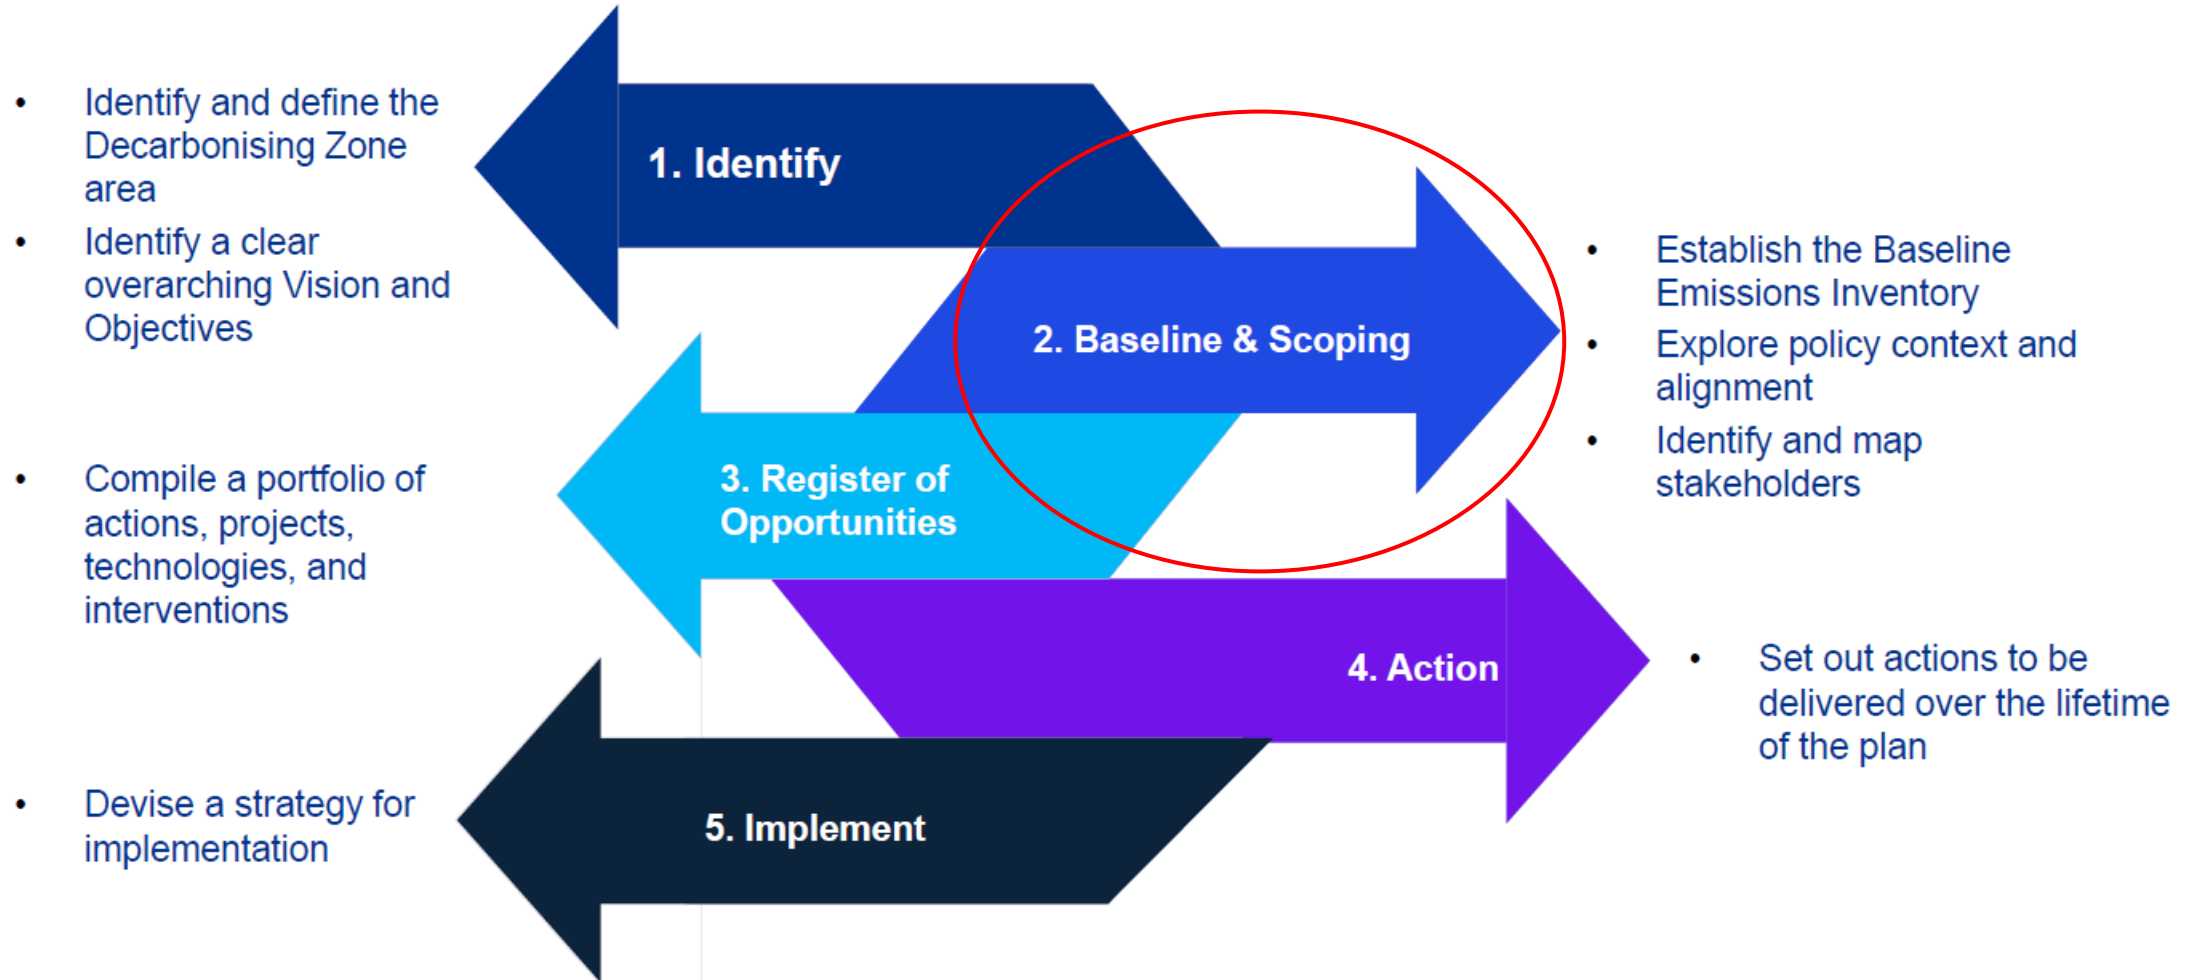 • Identify and define the
Decarbonising Zone
area
• Identify a clear
overarching Vision and
Objectives
1. Identify
2. Baseline & Scoping
• Establish the Baseline
Emissions Inventory
• Explore policy context and
alignment
• Identify and map
stakeholders
• Compile a portfolio of
actions, projects,
technologies, and
interventions
3. Register of
Opportunities
4. Action
• Set out actions to be
delivered over the lifetime
of the plan
• Devise a strategy for
implementation
5. Implement